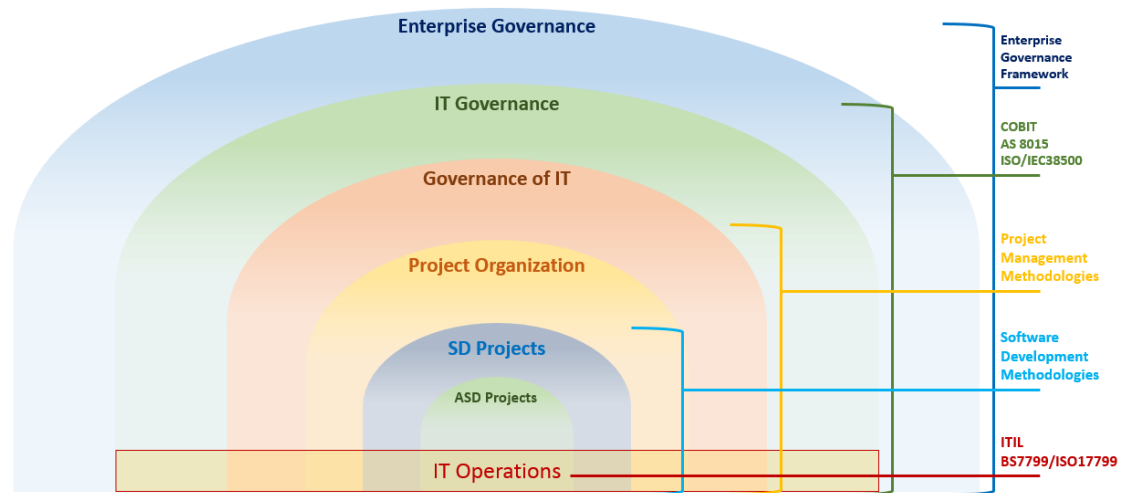 Enterprise Governance
IT Governance
Governance of IT
Project Organization
SD Projects
ASD Projects
IT Operations
Enterprise
Governance
Framework
COBIT
AS 8015
ISO/IEC38500
Project
Management
Methodologies
Software
Development
Methodologies
ITIL
BS7799/ISO17799